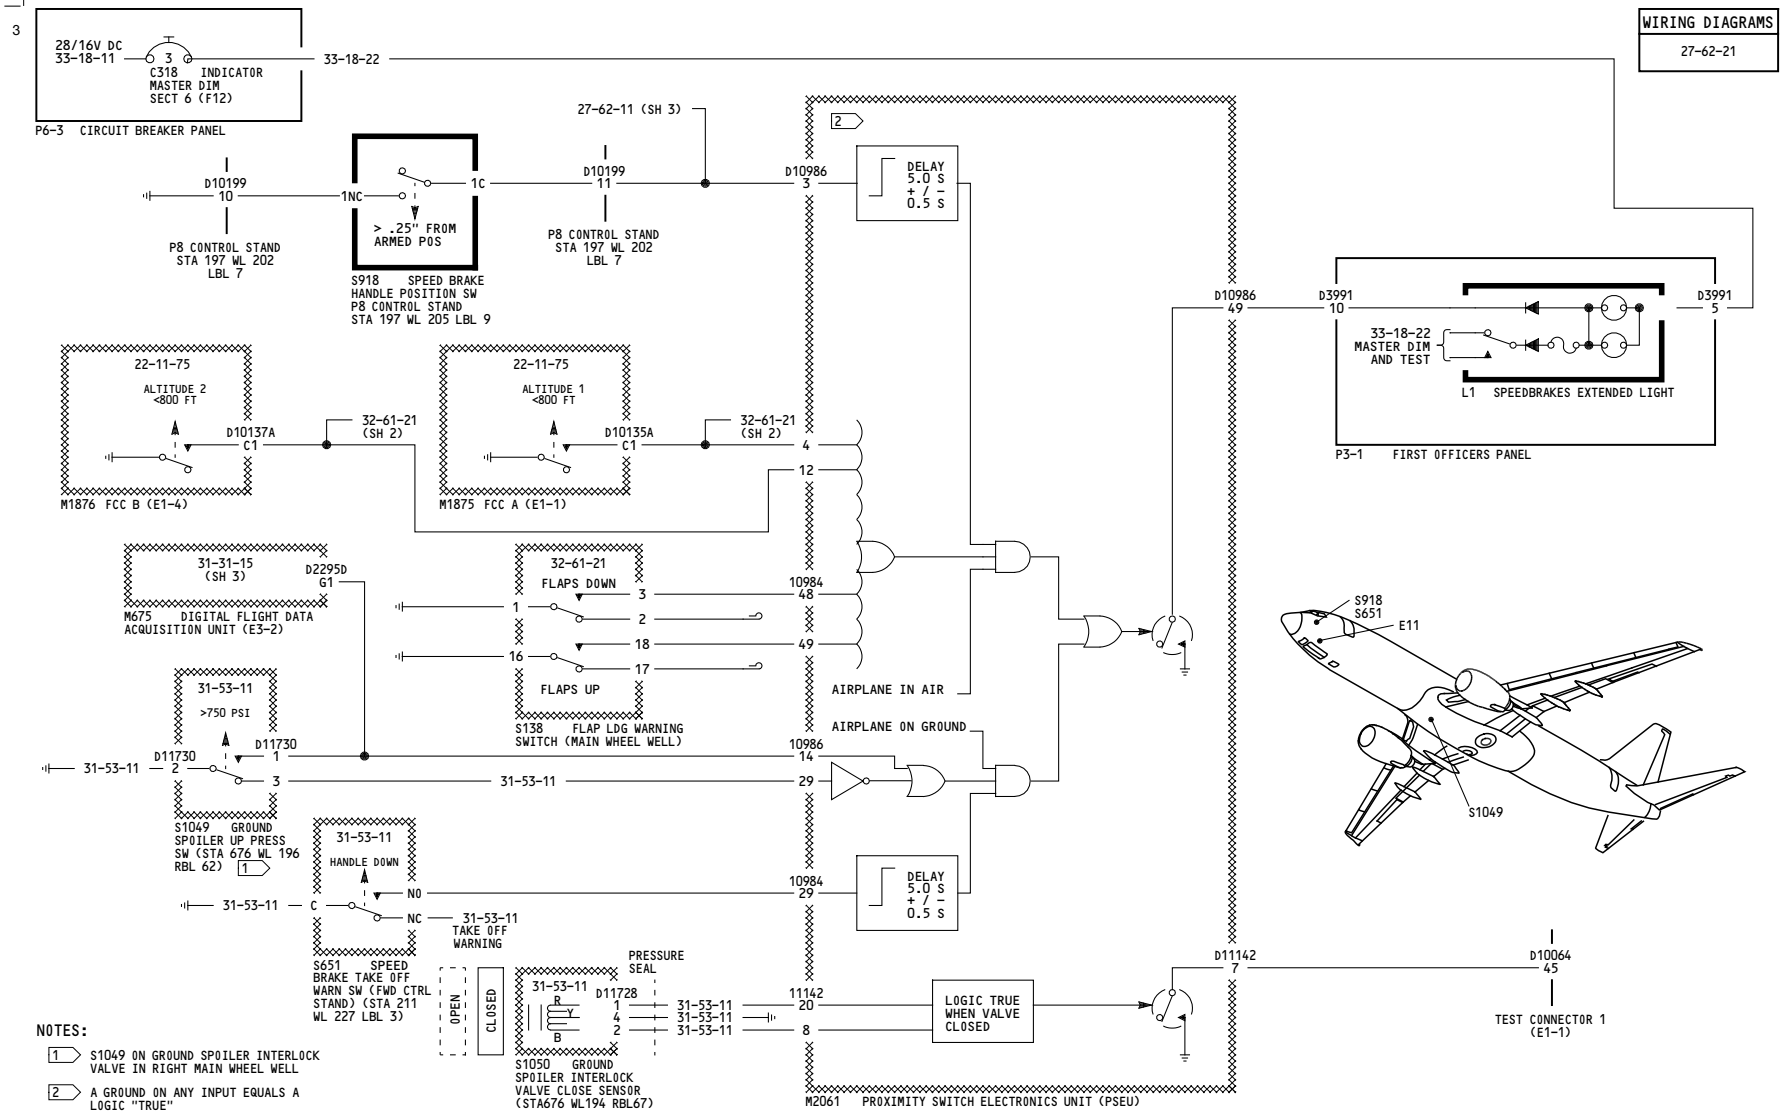 3
WIRING DIAGRAMS
27-62-21
28/16V DC
33-18-11
3
C318 INDICATOR
MASTER DIM
SECT 6 (F12)
33-18-22
P6-3 CIRCUIT BREAKER PANEL
27-62-11 (SH 3)
2
D10199
10
P8 CONTROL STAND
STA 197 WL 202
LBL 7
1NC
1C
> .25" FROM
ARMED POS
S918 SPEED BRAKE
HANDLE POSITION SW
P8 CONTROL STAND
STA 197 WL 205 LBL 9
D10199
11
P8 CONTROL STAND
STA 197 WL 202
LBL 7
D10986
3
DELAY
5.0 S
+ / -
0.5 S
D10986
49
D3991
10
D3991
5
33-18-22
MASTER DIM
AND TEST
L1 SPEEDBRAKES EXTENDED LIGHT
P3-1 FIRST OFFICERS PANEL
22-11-75
ALTITUDE 2
<800 FT
D10137A
C1
32-61-21
(SH 2)
M1876 FCC B (E1-4)
22-11-75
ALTITUDE 1
<800 FT
D10135A
C1
32-61-21
(SH 2)
M1875 FCC A (E1-1)
4
12
31-31-15
(SH 3)
D2295D
G1
M675 DIGITAL FLIGHT DATA
ACQUISITION UNIT (E3-2)
32-61-21
FLAPS DOWN
1
3
2
16
18
17
FLAPS UP
S138 FLAP LDG WARNING
SWITCH (MAIN WHEEL WELL)
10984
48
49
AIRPLANE IN AIR
AIRPLANE ON GROUND
31-53-11
>750 PSI
31-53-11
D11730
2
D11730
1
3
31-53-11
10986
14
29
S1049 GROUND
SPOILER UP PRESS
SW (STA 676 WL 196
RBL 62) 1
31-53-11
HANDLE DOWN
31-53-11
C
NO
NC
31-53-11
TAKE OFF
WARNING
10984
29
DELAY
5.0 S
+ / -
0.5 S
S651 SPEED
BRAKE TAKE OFF
WARN SW (FWD CTRL
STAND) (STA 211
WL 227 LBL 3)
OPEN
CLOSED
31-53-11
R
Y
B
D11728
1
4
2
PRESSURE
SEAL
31-53-11
31-53-11
31-53-11
11142
20
8
LOGIC TRUE
WHEN VALVE
CLOSED
D11142
7
D10064
45
TEST CONNECTOR 1
(E1-1)
S1050 GROUND
SPOILER INTERLOCK
VALVE CLOSE SENSOR
(STA676 WL194 RBL67)
M2061 PROXIMITY SWITCH ELECTRONICS UNIT (PSEU)
S918
S651
E11
S1049
NOTES:
1 S1049 ON GROUND SPOILER INTERLOCK
VALVE IN RIGHT MAIN WHEEL WELL
2 A GROUND ON ANY INPUT EQUALS A
LOGIC "TRUE"